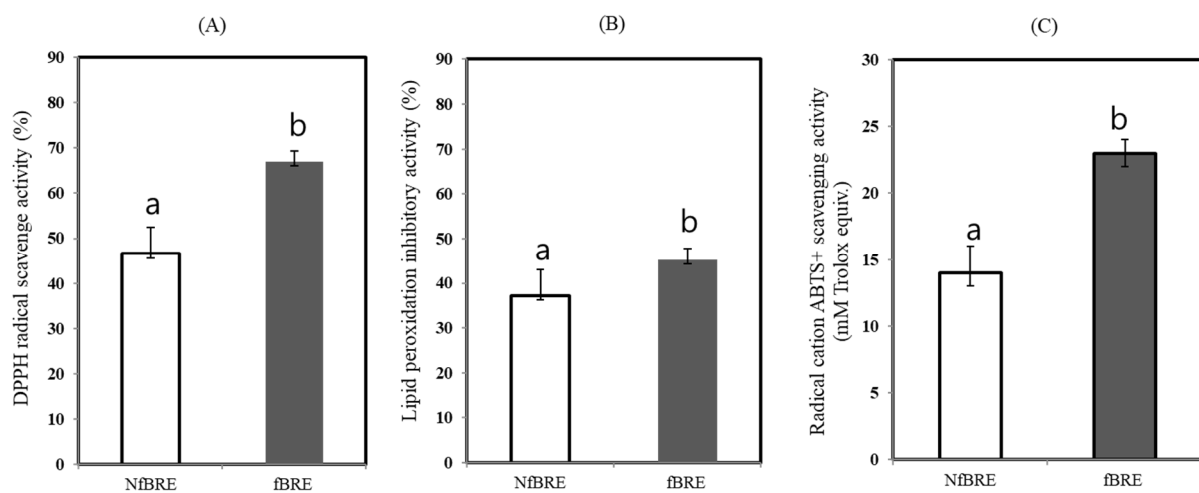 (A)
DPPH radical scavenge activity (%)
90
80
70
60
50
40
30
20
10
0
a
b
NfBRE
fBRE
(B)
Lipid peroxidation inhibitory activity (%)
90
80
70
60
50
40
30
20
10
0
a
b
NfBRE
fBRE
(C)
Radical cation ABTS+ scavenging activity
(mM Trolox equiv.)
30
25
20
15
10
5
0
a
b
NfBRE
fBRE